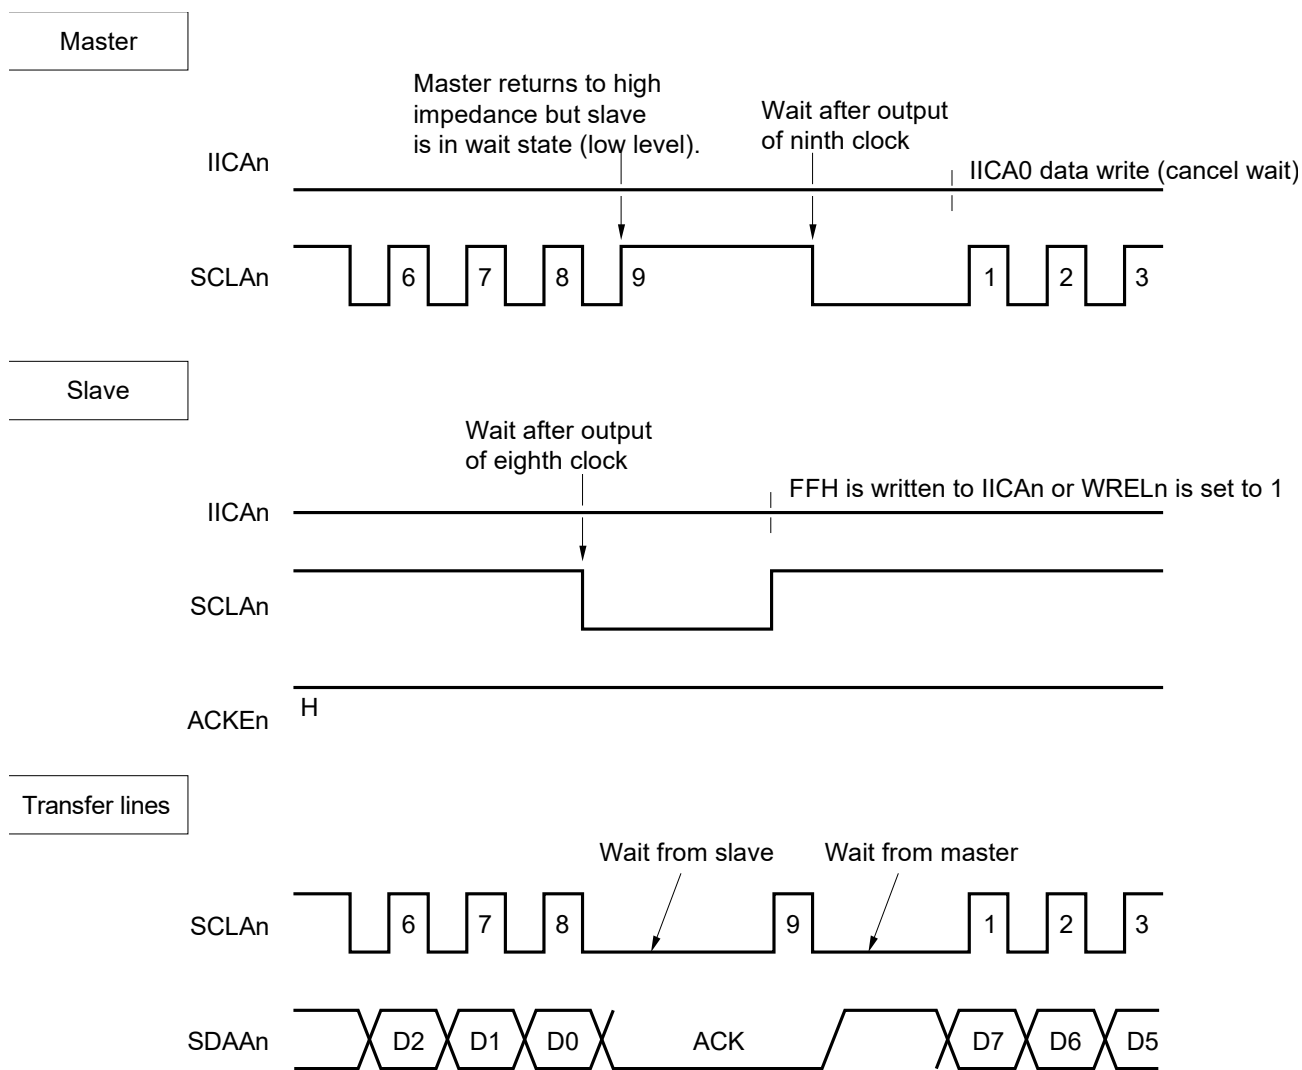 Master
Master returns to high
impedance but slave
is in wait state (low level).
Wait after output
of ninth clock
IICAn
IICA0 data write (cancel wait)
SCLAn
6 7 8 9 1 2 3
Slave
Wait after output
of eighth clock
FFH is written to IICAn or WRELn is set to 1
IICAn
SCLAn
H
ACKEn
Transfer lines
Wait from slave
Wait from master
SCLAn
6 7 8 9 1 2 3
SDAAn
D2 D1 D0 ACK D7 D6 D5